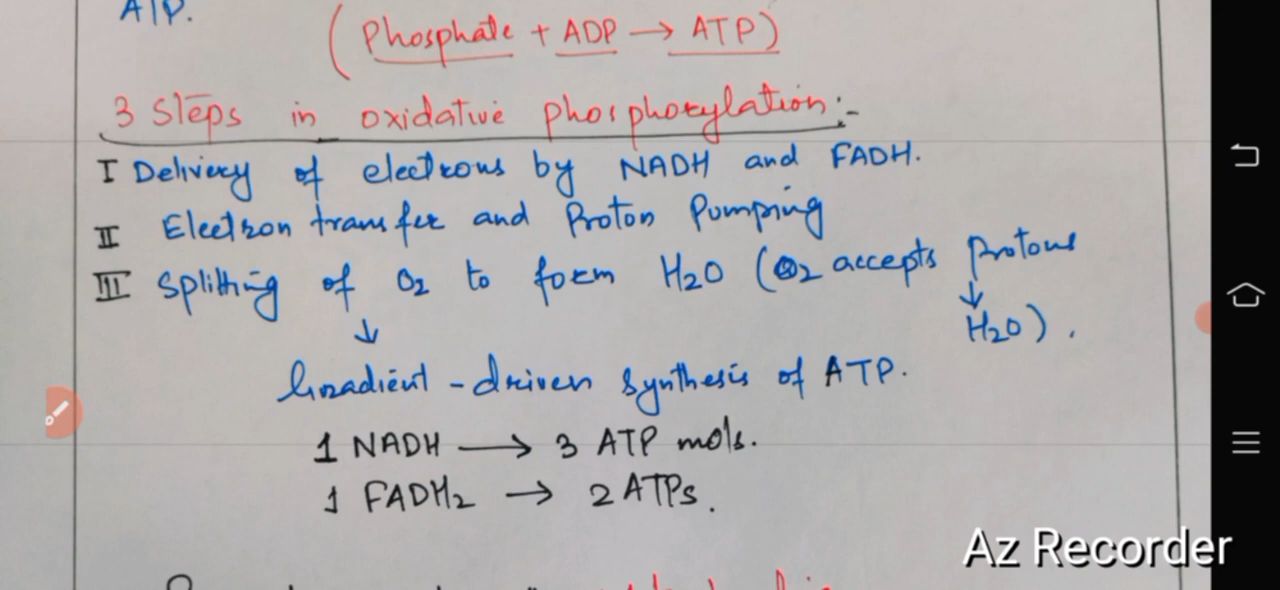 ATP.
(Phosphate + ADP → ATP)
3 Steps in oxidative phosphorylation:-
I Delivery of electrons by NADH and FADH.
II Electron transfer and Proton Pumping
III Splitting of O2 to form H2O (O2 accepts protons
↓
↓ H2O).
Gradient-driven synthesis of ATP.
1 NADH → 3 ATP mols.
1 FADH2 → 2 ATPs.
Az Recorder